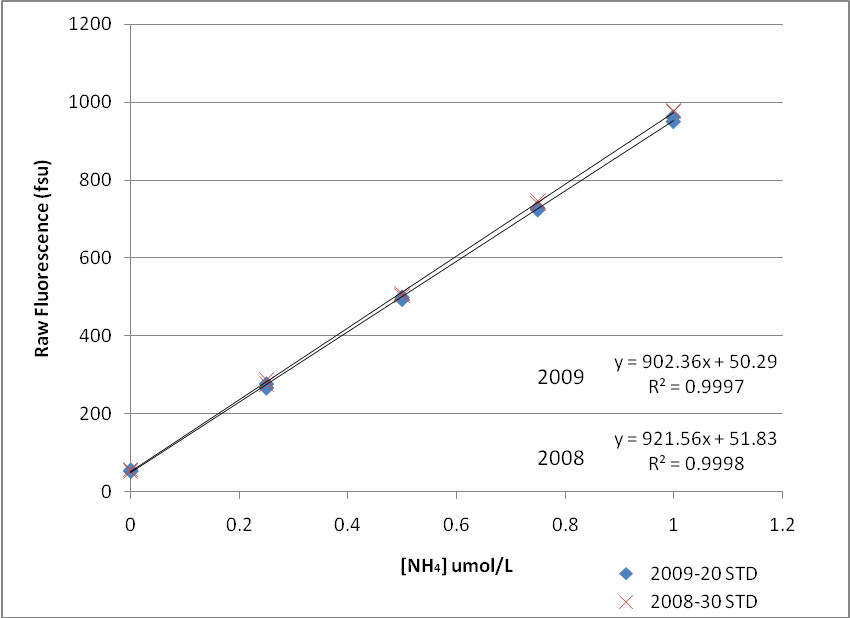 1200
1000
800
600
400
200
0
Raw Fluorescence (fsu)
2009 y = 902.36x + 50.29
R² = 0.9997
2008 y = 921.56x + 51.83
R² = 0.9998
0 0.2 0.4 0.6 0.8 1 1.2
[NH₄] umol/L
2009-20 STD
2008-30 STD